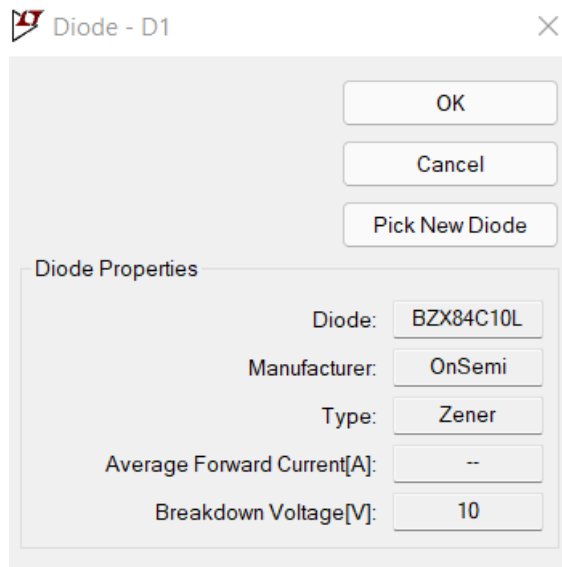 Diode - D1
OK
Cancel
Pick New Diode
Diode Properties
Diode: BZX84C10L
Manufacturer: OnSemi
Type: Zener
Average Forward Current[A]: --
Breakdown Voltage[V]: 10